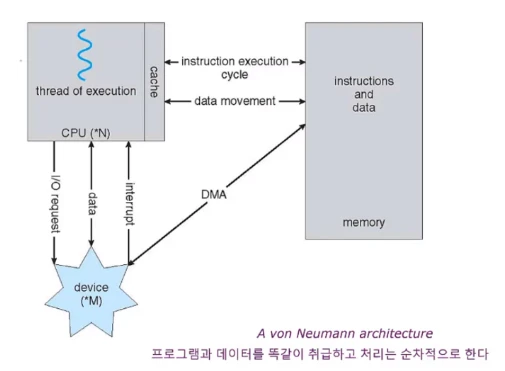 thread of execution
cache
CPU (*N)
instruction execution
cycle
data movement
instructions
and
data
memory
I/O request
data
interrupt
DMA
device
(*M)
A von Neumann architecture
프로그램과 데이터를 똑같이 취급하고 처리는 순차적으로 한다